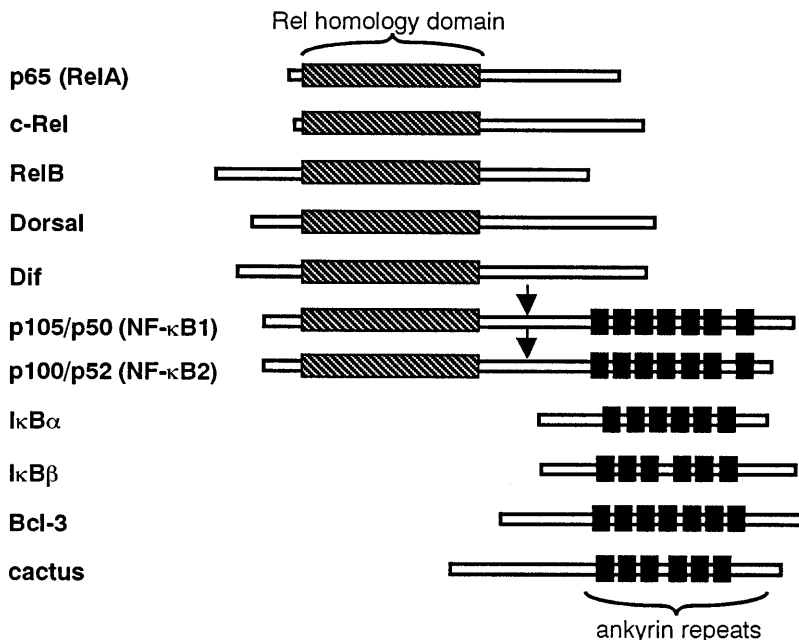 Rel homology domain
p65 (RelA)
c-Rel
RelB
Dorsal
Dif
p105/p50 (NF-κB1)
p100/p52 (NF-κB2)
IκBα
IκBβ
Bcl-3
cactus
ankyrin repeats